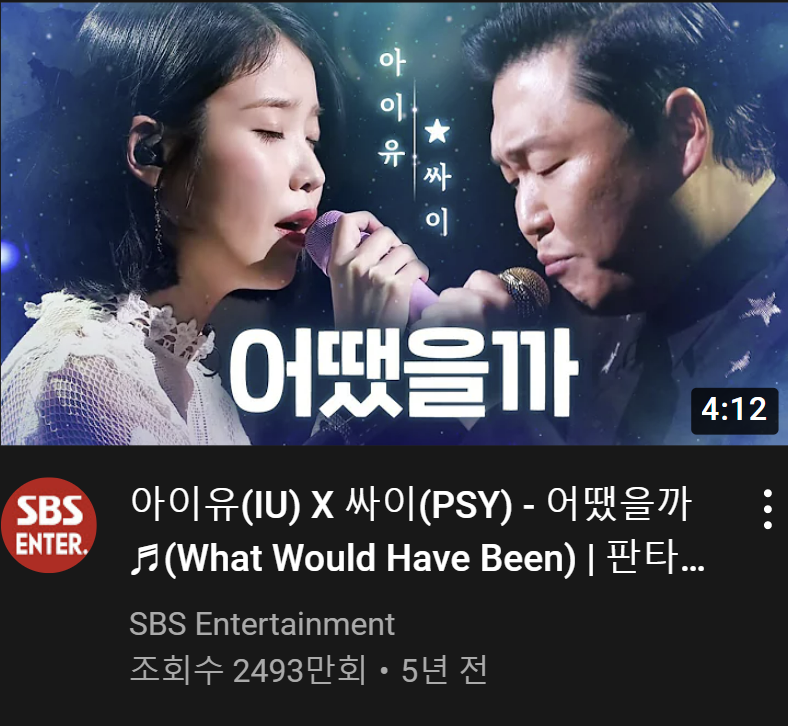 아이유
★싸이
어땠을까
4:12
SBS
ENTER.
아이유(IU) X 싸이(PSY) - 어땠을까
♬(What Would Have Been) | 판타...
SBS Entertainment
조회수 2493만회 • 5년 전